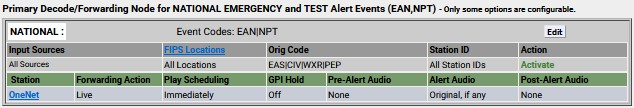 Primary Decode/Forwarding Node for NATIONAL EMERGENCY and TEST Alert Events (EAN,NPT) - Only some options are configurable.
NATIONAL : Event Codes: EAN|NPT Edit
Input Sources FIPS Locations Orig Code Station ID Action
All Sources All Locations EAS|CIV|WXR|PEP All Station IDs Activate
Station Forwarding Action Play Scheduling GPI Hold Pre-Alert Audio Alert Audio Post-Alert Audio
OneNet Live Immediately Off None Original, if any None